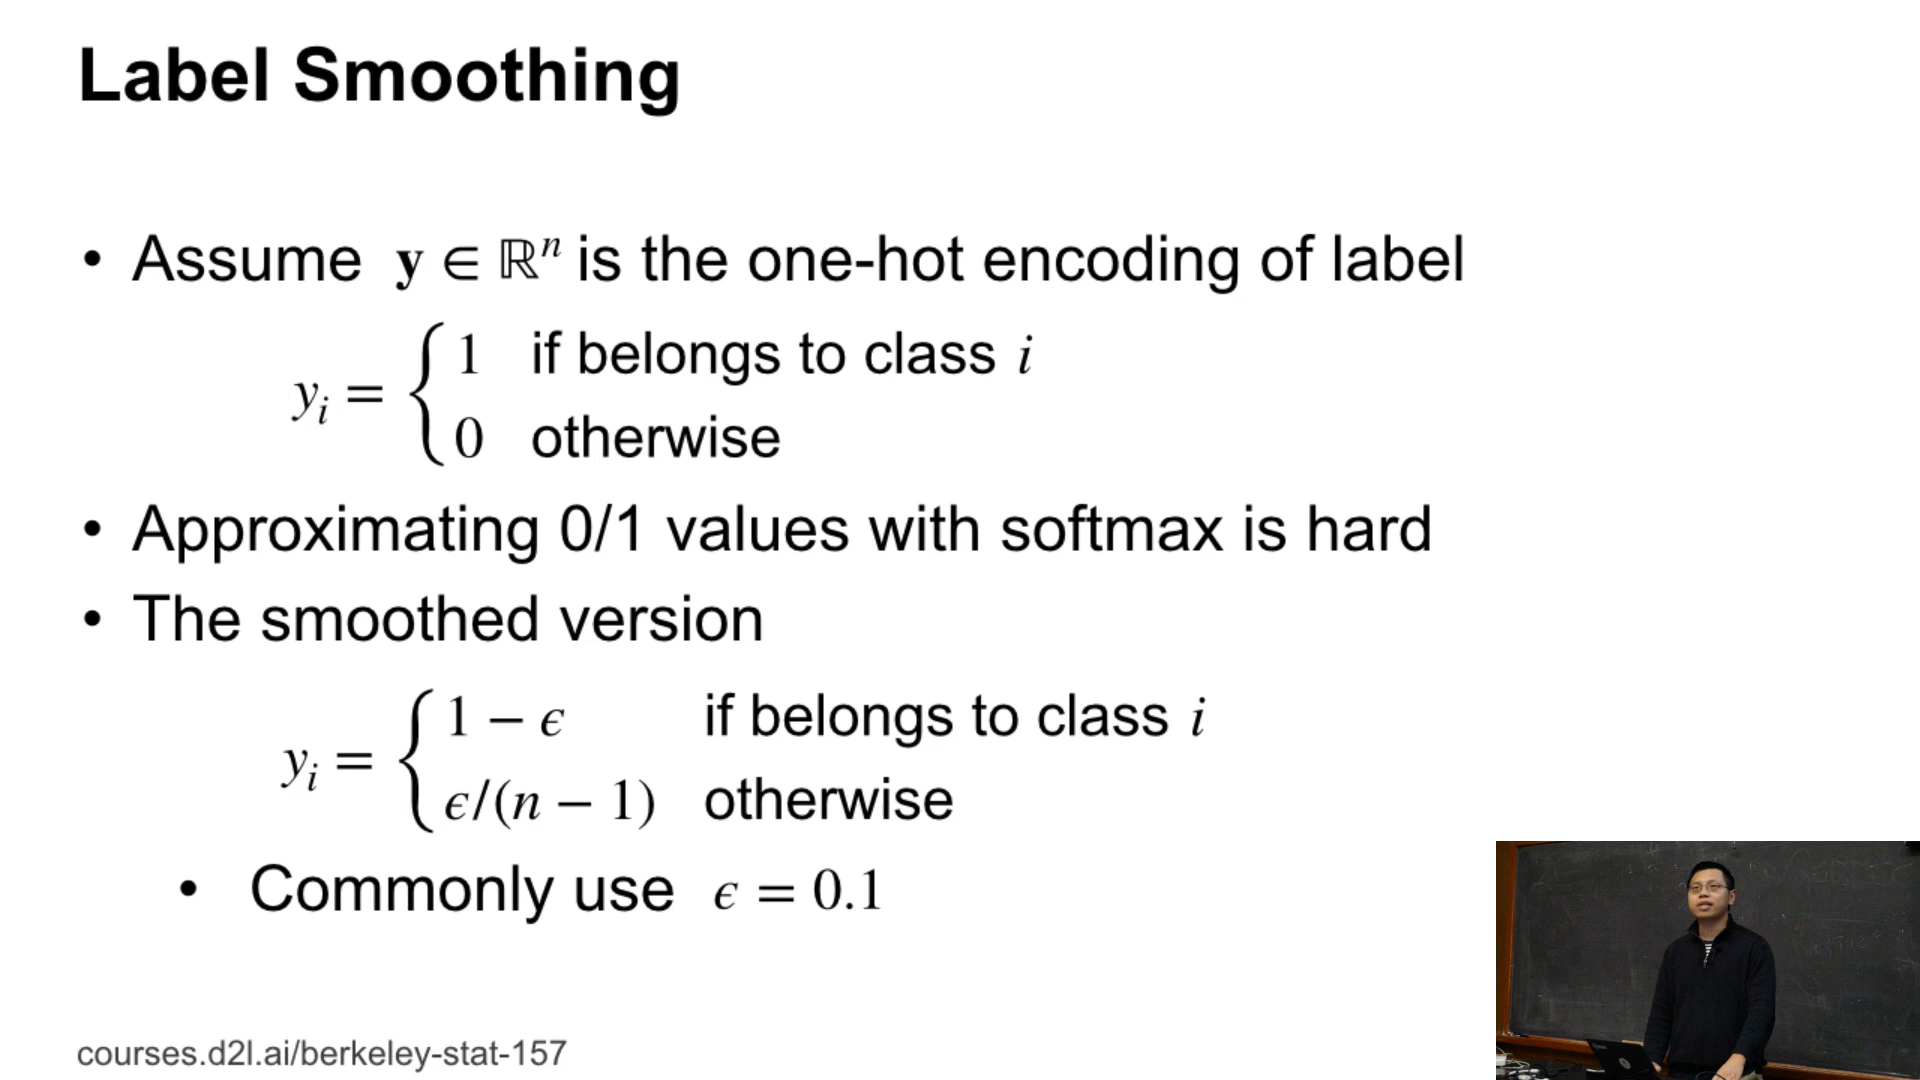 Label Smoothing
• Assume y ∈ ℝⁿ is the one-hot encoding of label
yᵢ = { 1 if belongs to class i
0 otherwise
• Approximating 0/1 values with softmax is hard
• The smoothed version
yᵢ = { 1 − ϵ if belongs to class i
ϵ/(n − 1) otherwise
• Commonly use ϵ = 0.1
courses.d2l.ai/berkeley-stat-157